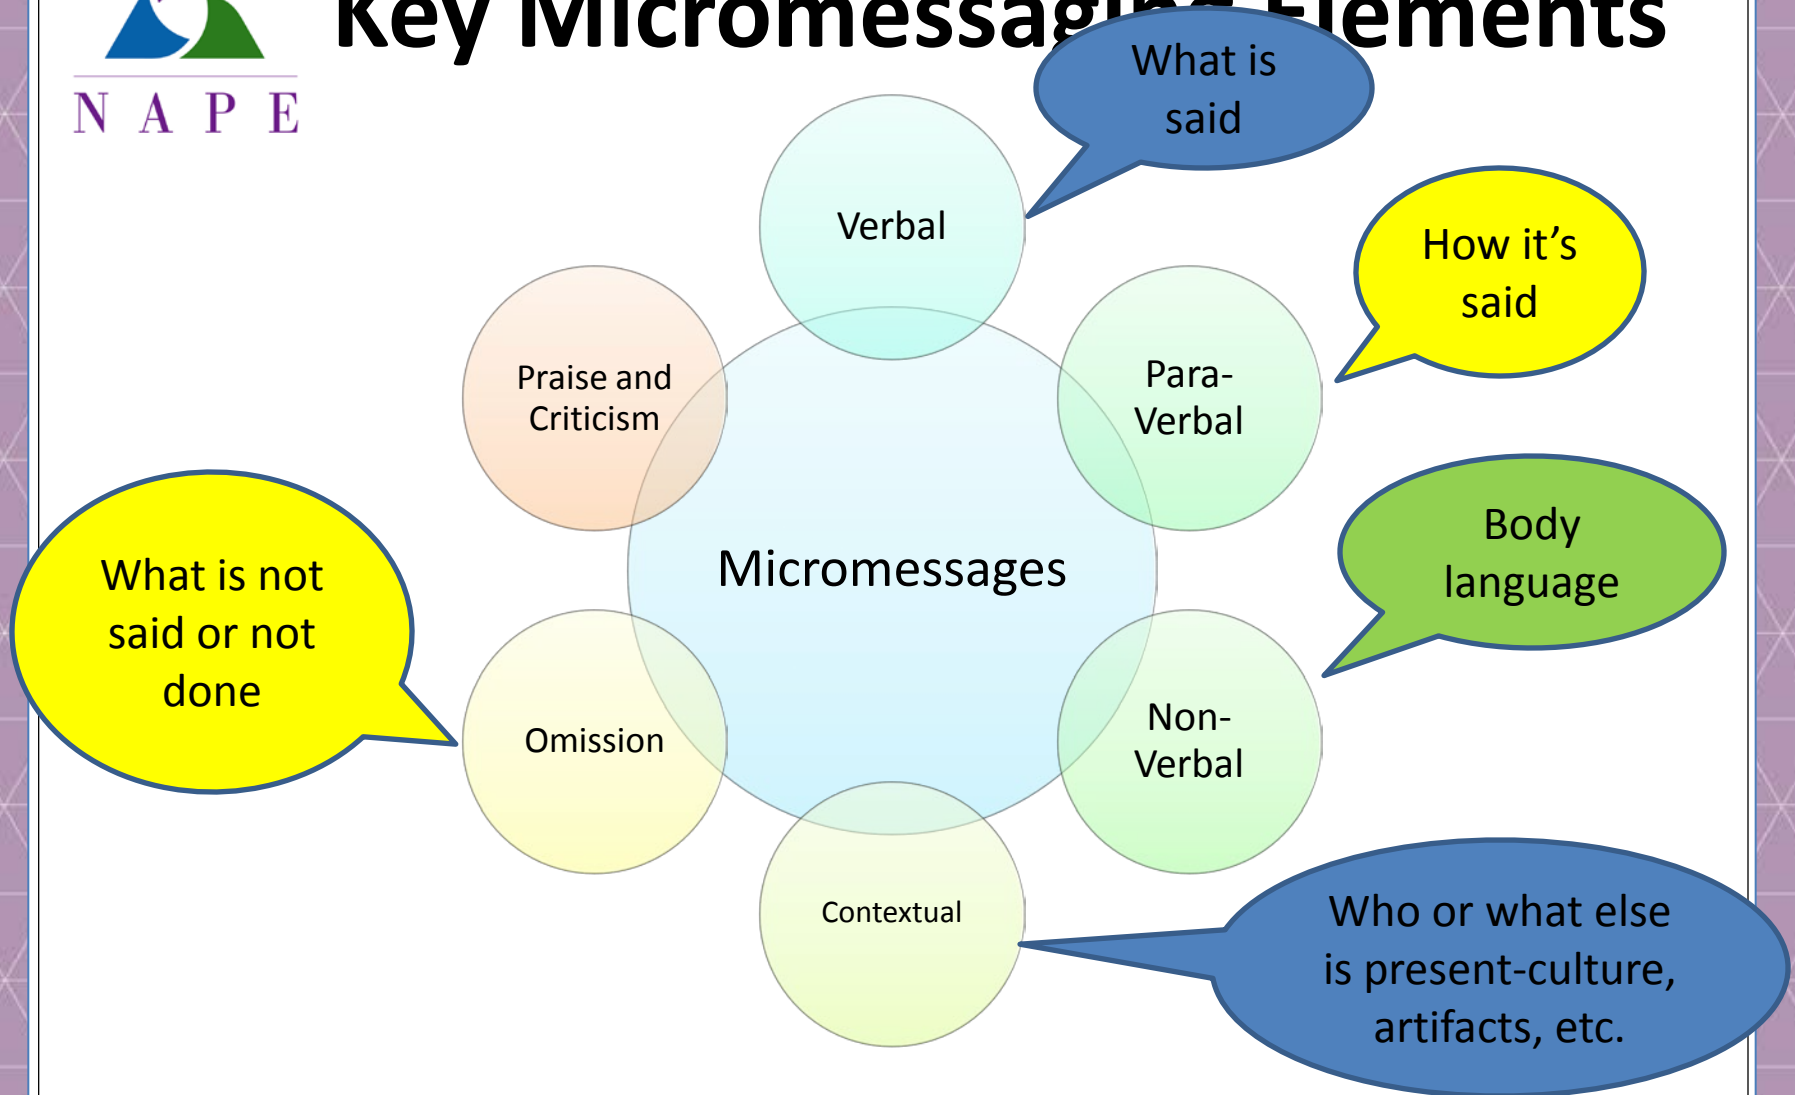 Key Micromessaging Elements
NAPE
What is
said
Verbal
How it’s
said
Praise and
Criticism
Para-
Verbal
Body
language
Micromessages
What is not
said or not
done
Omission
Non-
Verbal
Contextual
Who or what else
is present-culture,
artifacts, etc.